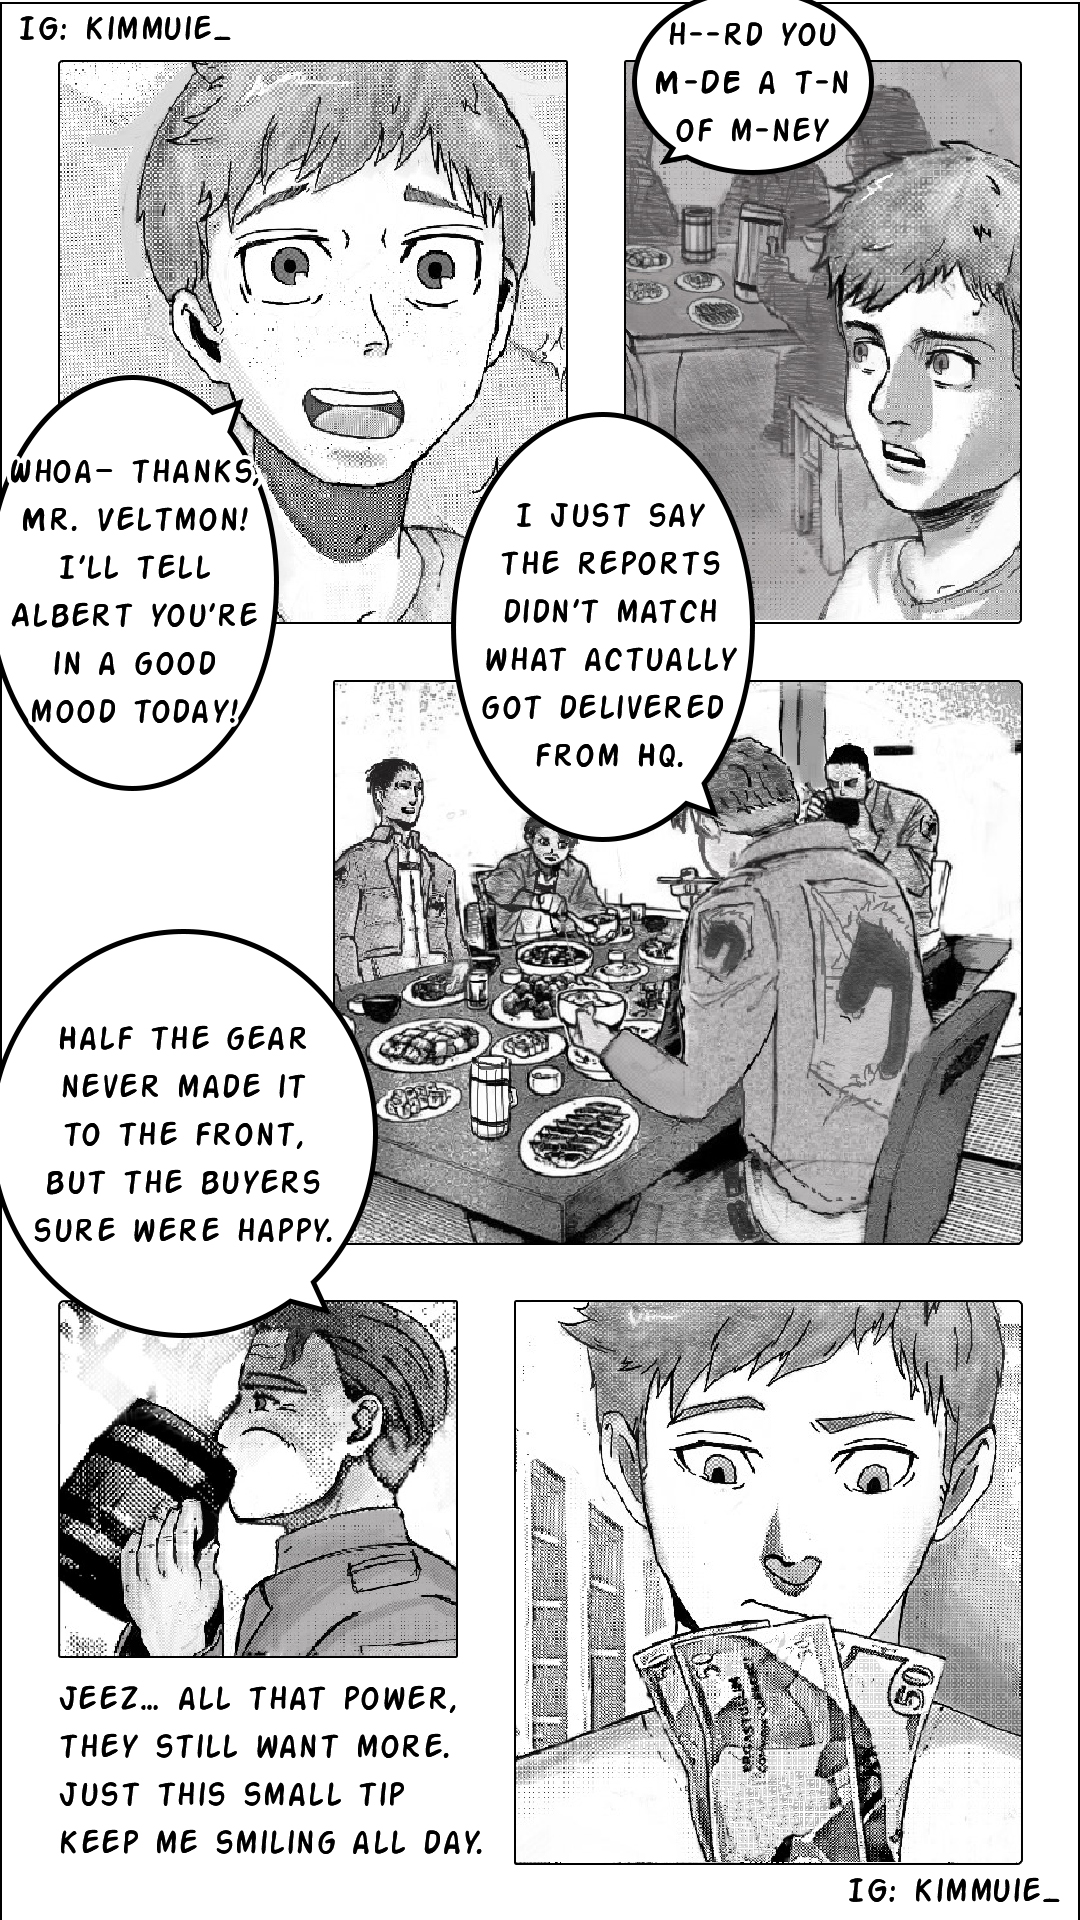 IG: KIMMUIE_
WHOA- THANKS,
MR. VELTMON!
I'LL TELL
ALBERT YOU'RE
IN A GOOD
MOOD TODAY!
H--RD YOU
M-DE A T-N
OF M-NEY
I JUST SAY
THE REPORTS
DIDN'T MATCH
WHAT ACTUALLY
GOT DELIVERED
FROM HQ.
HALF THE GEAR
NEVER MADE IT
TO THE FRONT,
BUT THE BUYERS
SURE WERE HAPPY.
JEEZ... ALL THAT POWER,
THEY STILL WANT MORE.
JUST THIS SMALL TIP
KEEP ME SMILING ALL DAY.
50
IG: KIMMUIE_